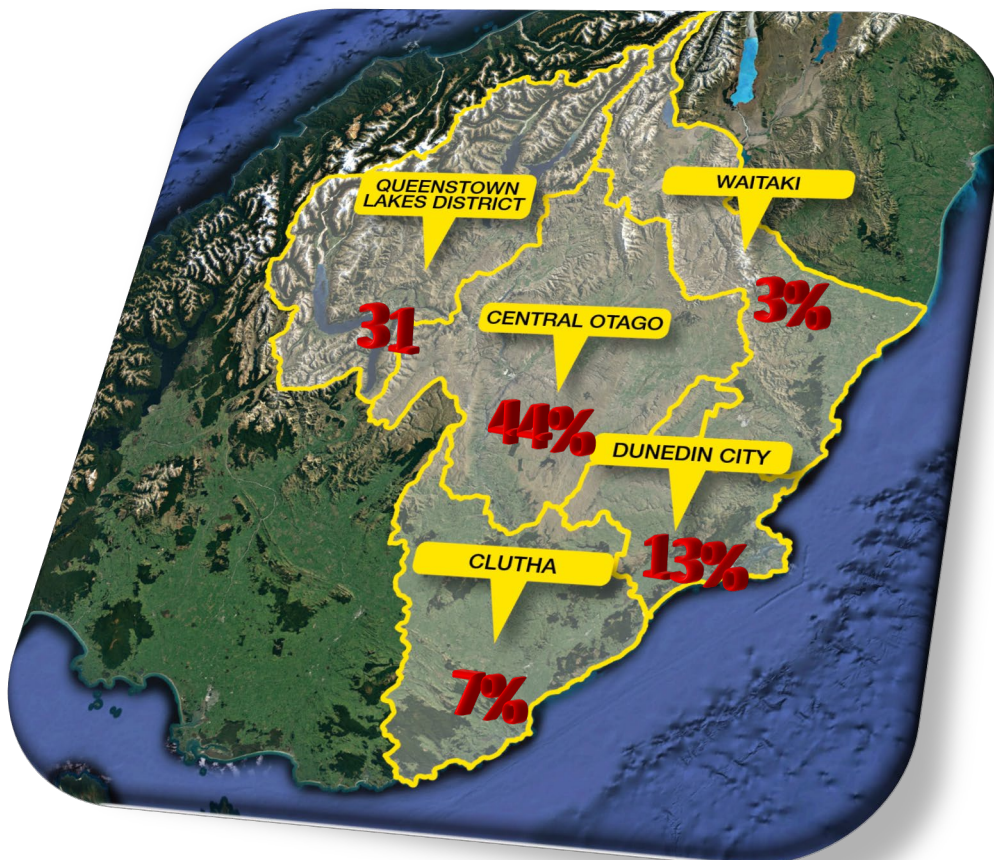 QUEENSTOWN
LAKES DISTRICT
WAITAKI
3%
31
CENTRAL OTAGO
44%
DUNEDIN CITY
13%
CLUTHA
7%